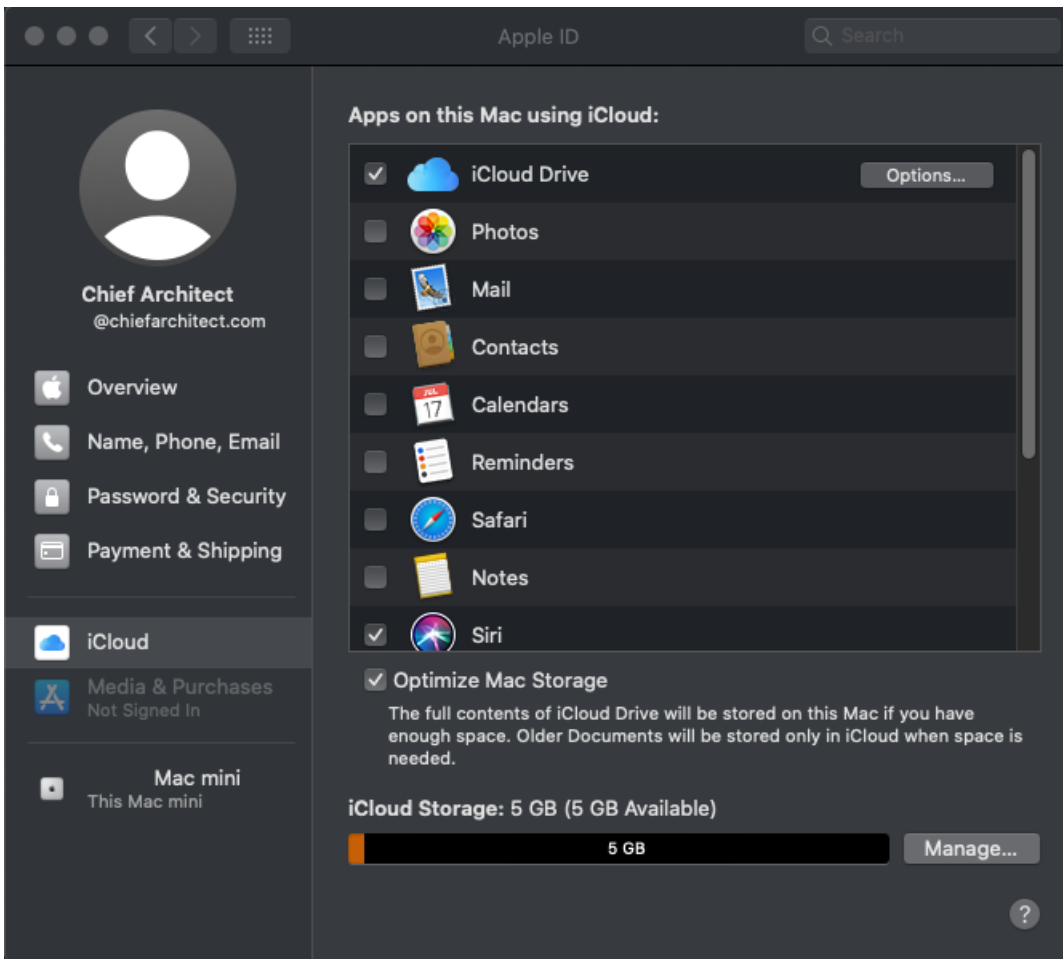 Apple ID
Search
Chief Architect
@chiefarchitect.com
Overview
Name, Phone, Email
Password & Security
Payment & Shipping
iCloud
Media & Purchases
Not Signed In
Mac mini
This Mac mini
Apps on this Mac using iCloud:
iCloud Drive
Options...
Photos
Mail
Contacts
JUL
17
Calendars
Reminders
Safari
Notes
Siri
Optimize Mac Storage
The full contents of iCloud Drive will be stored on this Mac if you have
enough space. Older Documents will be stored only in iCloud when space is
needed.
iCloud Storage: 5 GB (5 GB Available)
5 GB
Manage...
?